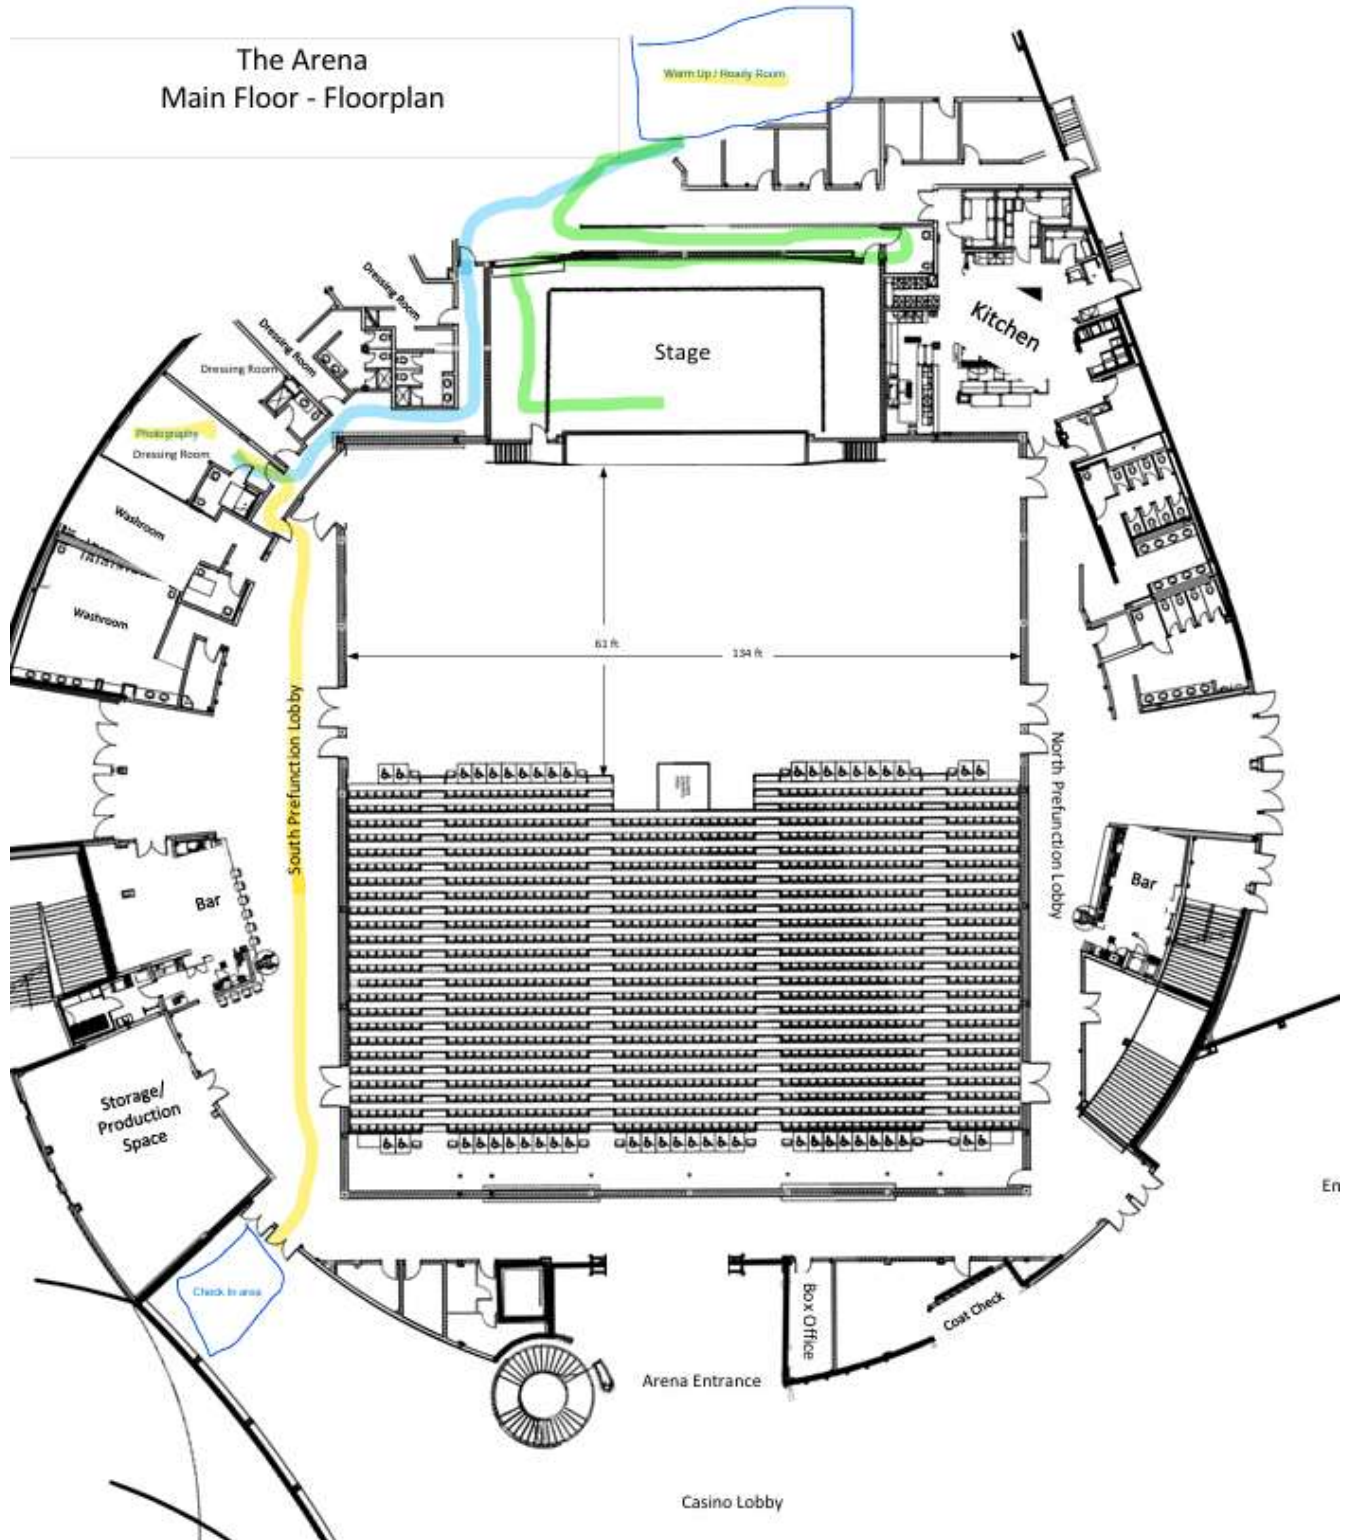 The Arena
Main Floor - Floorplan
Warm Up / Ready Room
Dressing Room
Dressing Room
Dressing Room
Stage
Kitchen
Photography
Dressing Room
Washroom
Washroom
61 ft
134 ft
South Prefunction Lobby
North Prefunction Lobby
Bar
Bar
Storage/
Production
Space
En
Check In area
Box Office
Coat Check
Arena Entrance
Casino Lobby